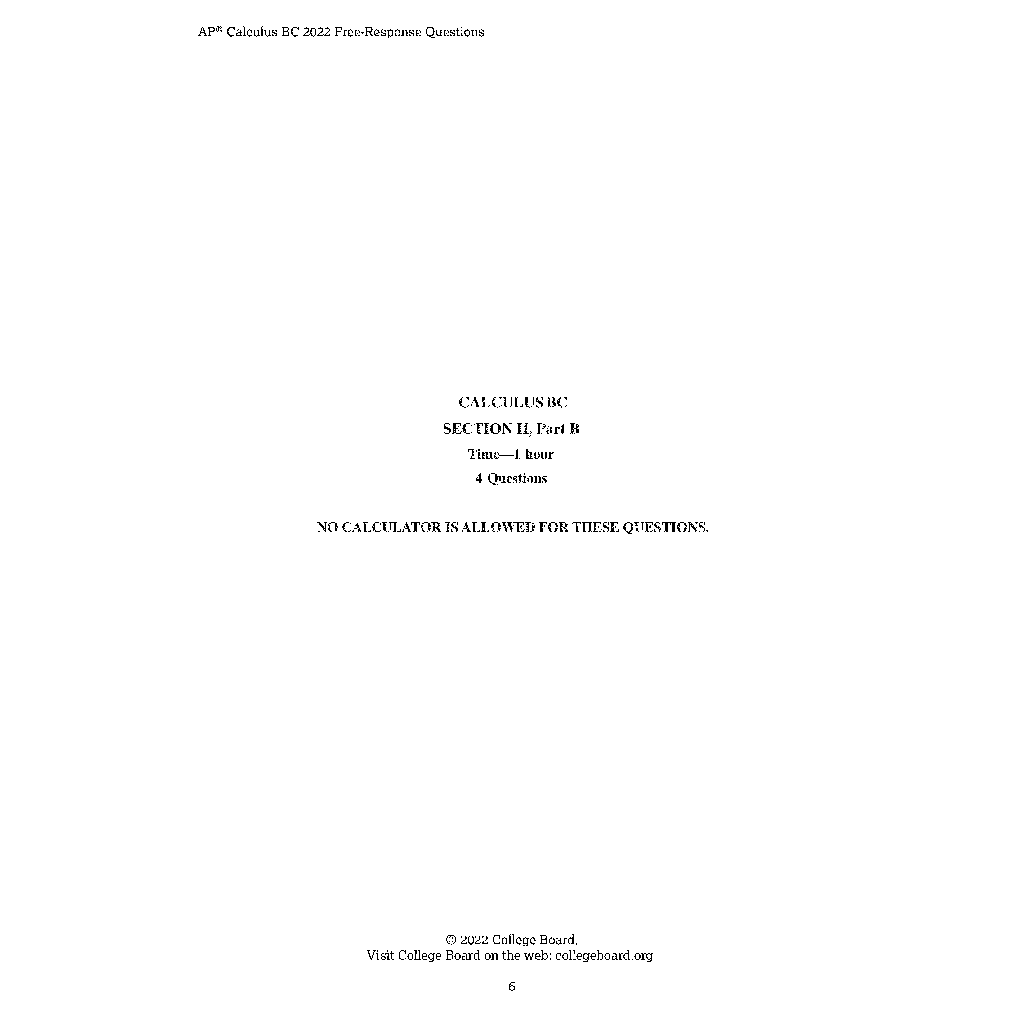 AP® Calculus BC 2022 Free-Response Questions
CALCULUS BC
SECTION II, Part B
Time—1 hour
4 Questions
NO CALCULATOR IS ALLOWED FOR THESE QUESTIONS.
© 2022 College Board.
Visit College Board on the web: collegeboard.org
6